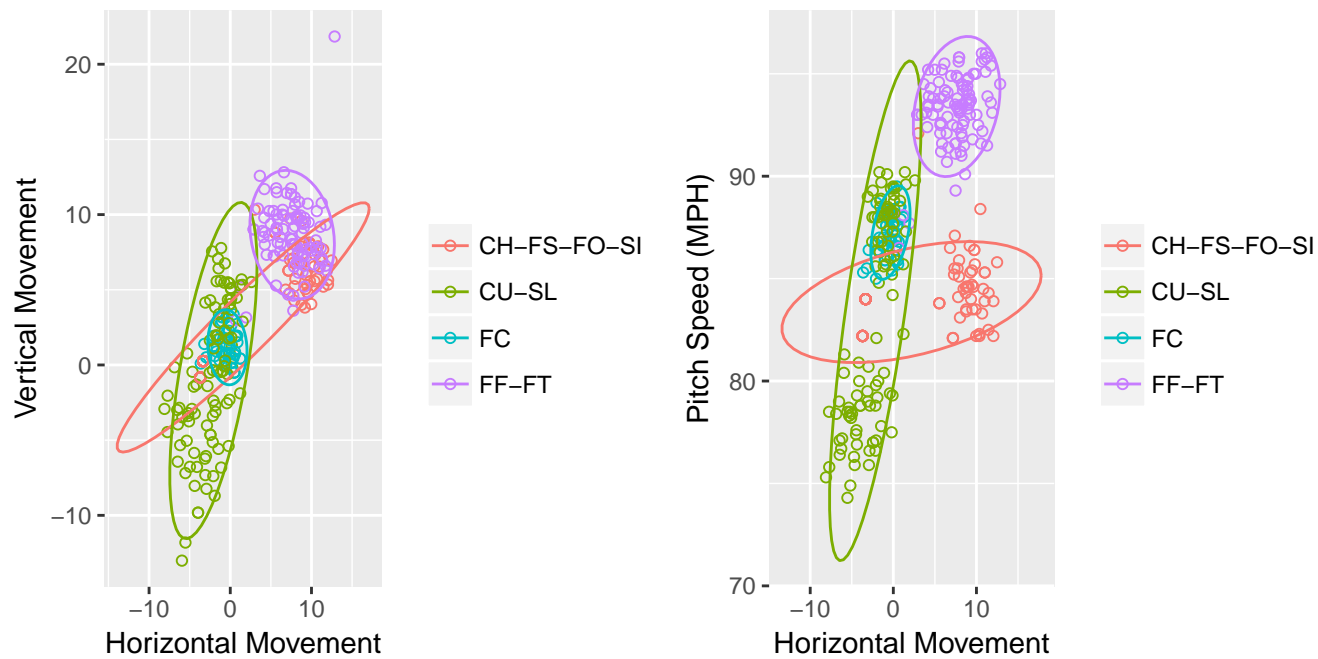 Vertical Movement
20
10
0
−10
−10 0 10
Horizontal Movement
CH−FS−FO−SI
CU−SL
FC
FF−FT
Pitch Speed (MPH)
90
80
70
−10 0 10
Horizontal Movement
CH−FS−FO−SI
CU−SL
FC
FF−FT